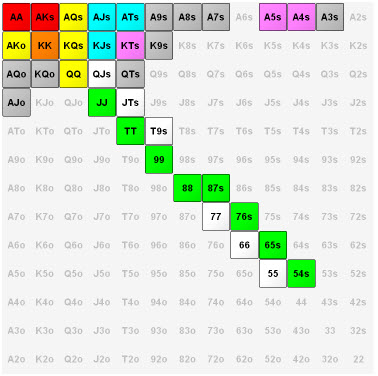 AA AKs AQs AJs ATs A9s A8s A7s A6s A5s A4s A3s A2s
AKo KK KQs KJs KTs K9s K8s K7s K6s K5s K4s K3s K2s
AQo KQo QQ QJs QTs Q9s Q8s Q7s Q6s Q5s Q4s Q3s Q2s
AJo KJo QJo JJ JTs J9s J8s J7s J6s J5s J4s J3s J2s
ATo KTo QTo JTo TT T9s T8s T7s T6s T5s T4s T3s T2s
A9o K9o Q9o J9o T9o 99 98s 97s 96s 95s 94s 93s 92s
A8o K8o Q8o J8o T8o 98o 88 87s 86s 85s 84s 83s 82s
A7o K7o Q7o J7o T7o 97o 87o 77 76s 75s 74s 73s 72s
A6o K6o Q6o J6o T6o 96o 86o 76o 66 65s 64s 63s 62s
A5o K5o Q5o J5o T5o 95o 85o 75o 65o 55 54s 53s 52s
A4o K4o Q4o J4o T4o 94o 84o 74o 64o 54o 44 43s 42s
A3o K3o Q3o J3o T3o 93o 83o 73o 63o 53o 43o 33 32s
A2o K2o Q2o J2o T2o 92o 82o 72o 62o 52o 42o 32o 22